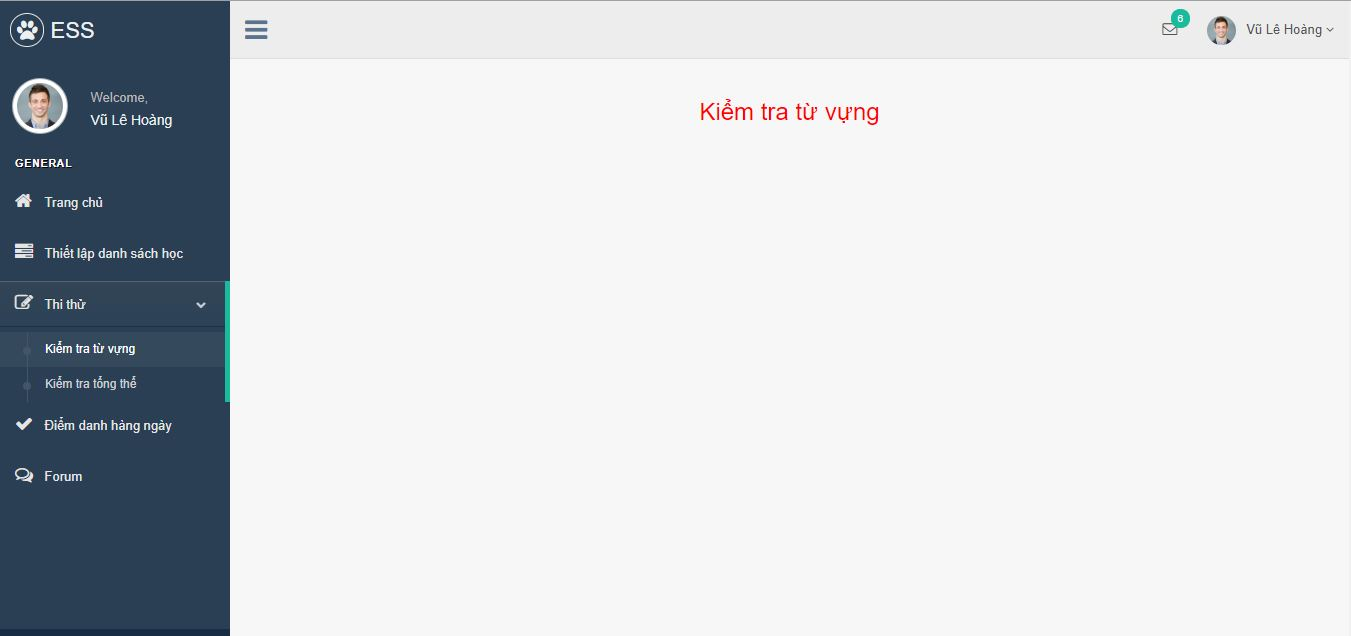 ESS
6
Vũ Lê Hoàng
Welcome,
Vũ Lê Hoàng
GENERAL
Trang chủ
Thiết lập danh sách học
Thi thử
Kiểm tra từ vựng
Kiểm tra tổng thể
Điểm danh hàng ngày
Forum
Kiểm tra từ vựng